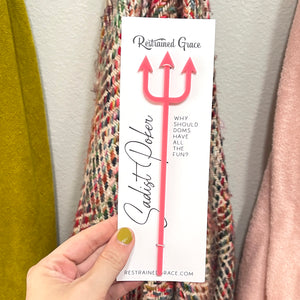 Restrained Grace
Sadist Poker
WHY
SHOULD
DOMS
HAVE
ALL
THE
FUN?
RESTRAINEDGRACE.COM